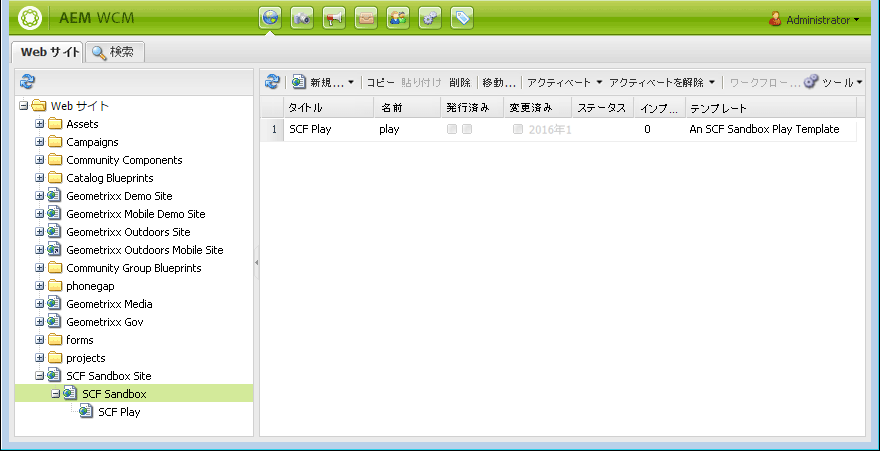 AEM WCM
Administrator
Web サイト
検索
新規... コピー 貼り付け 削除 移動... アクティベート アクティベートを解除 ワークフロー... ツール
Web サイト
Assets
Campaigns
Community Components
Catalog Blueprints
Geometrixx Demo Site
Geometrixx Mobile Demo Site
Geometrixx Outdoors Site
Geometrixx Outdoors Mobile Site
Community Group Blueprints
phonegap
Geometrixx Media
Geometrixx Gov
forms
projects
SCF Sandbox Site
SCF Sandbox
SCF Play
タイトル 名前 発行済み 変更済み ステータス インプ... テンプレート
1 SCF Play play 2016年1 0 An SCF Sandbox Play Template